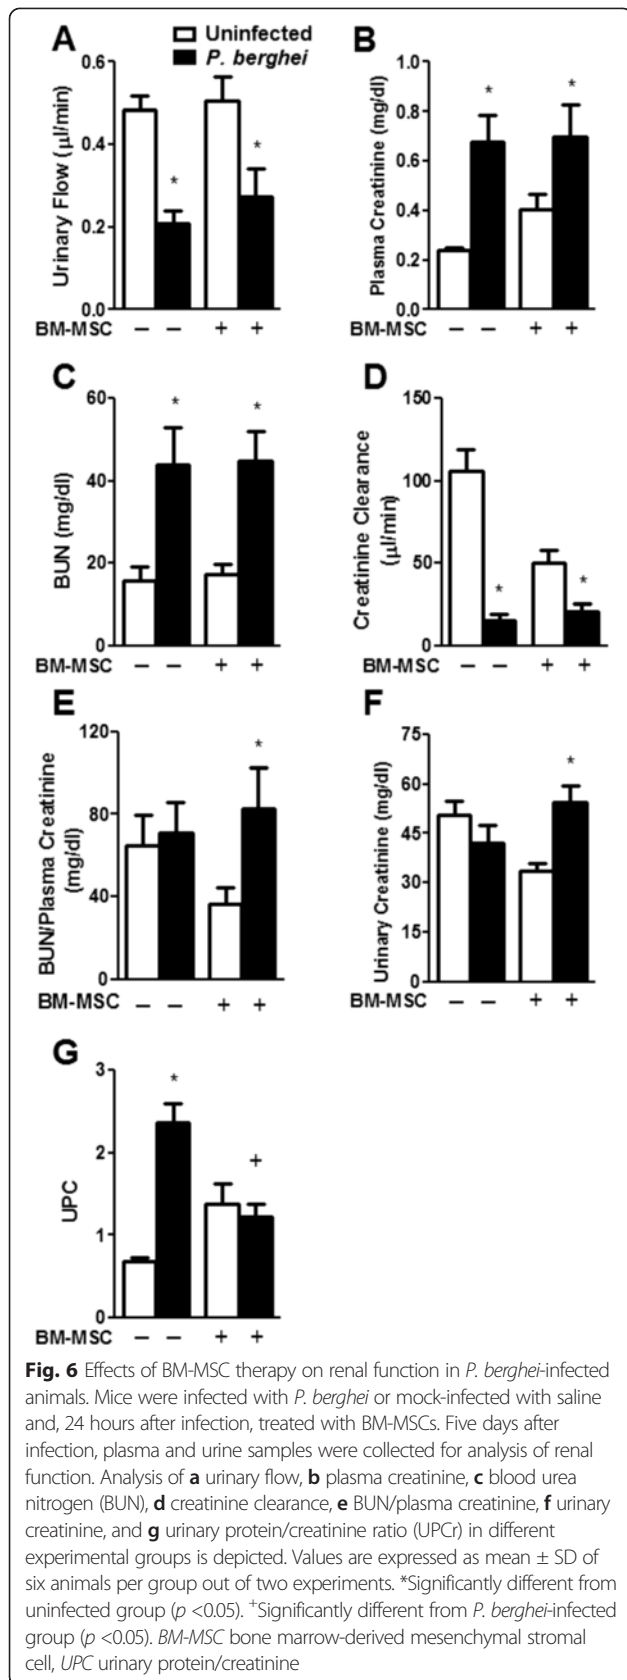 A
Uninfected
P. berghei
Urinary Flow (µl/min)
0.6
0.4
0.2
0.0
*
*
BM-MSC – – + +
B
Plasma Creatinine (mg/dl)
1.0
0.8
0.6
0.4
0.2
0.0
*
*
BM-MSC – – + +
C
BUN (mg/dl)
60
40
20
0
*
*
BM-MSC – – + +
D
Creatinine Clearance
(µl/min)
150
100
50
0
*
*
BM-MSC – – + +
E
BUN/Plasma Creatinine
(mg/dl)
120
80
40
0
*
BM-MSC – – + +
F
Urinary Creatinine (mg/dl)
75
60
45
30
15
0
*
BM-MSC – – + +
G
UPC
3
2
1
0
*
+
BM-MSC – – + +
Fig. 6 Effects of BM-MSC therapy on renal function in P. berghei-infected
animals. Mice were infected with P. berghei or mock-infected with saline
and, 24 hours after infection, treated with BM-MSCs. Five days after
infection, plasma and urine samples were collected for analysis of renal
function. Analysis of a urinary flow, b plasma creatinine, c blood urea
nitrogen (BUN), d creatinine clearance, e BUN/plasma creatinine, f urinary
creatinine, and g urinary protein/creatinine ratio (UPCr) in different
experimental groups is depicted. Values are expressed as mean ± SD of
six animals per group out of two experiments. *Significantly different from
uninfected group (p <0.05). +Significantly different from P. berghei-infected
group (p <0.05). BM-MSC bone marrow-derived mesenchymal stromal
cell, UPC urinary protein/creatinine